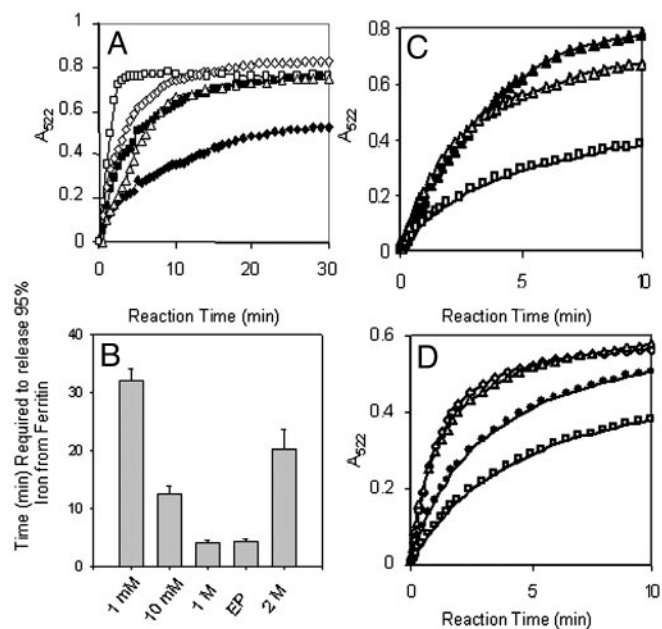 A
1
0.8
0.6
0.4
0.2
0
A522
0 10 20 30
Reaction Time (min)
C
0.8
0.6
0.4
0.2
0
A522
0 5 10
Reaction Time (min)
B
Time (min) Required to release 95%
Iron from Ferritin
40
30
20
10
0
1 mM
10 mM
1 M
EP
2 M
D
0.6
0.4
0.2
0
A522
0 5 10
Reaction Time (min)